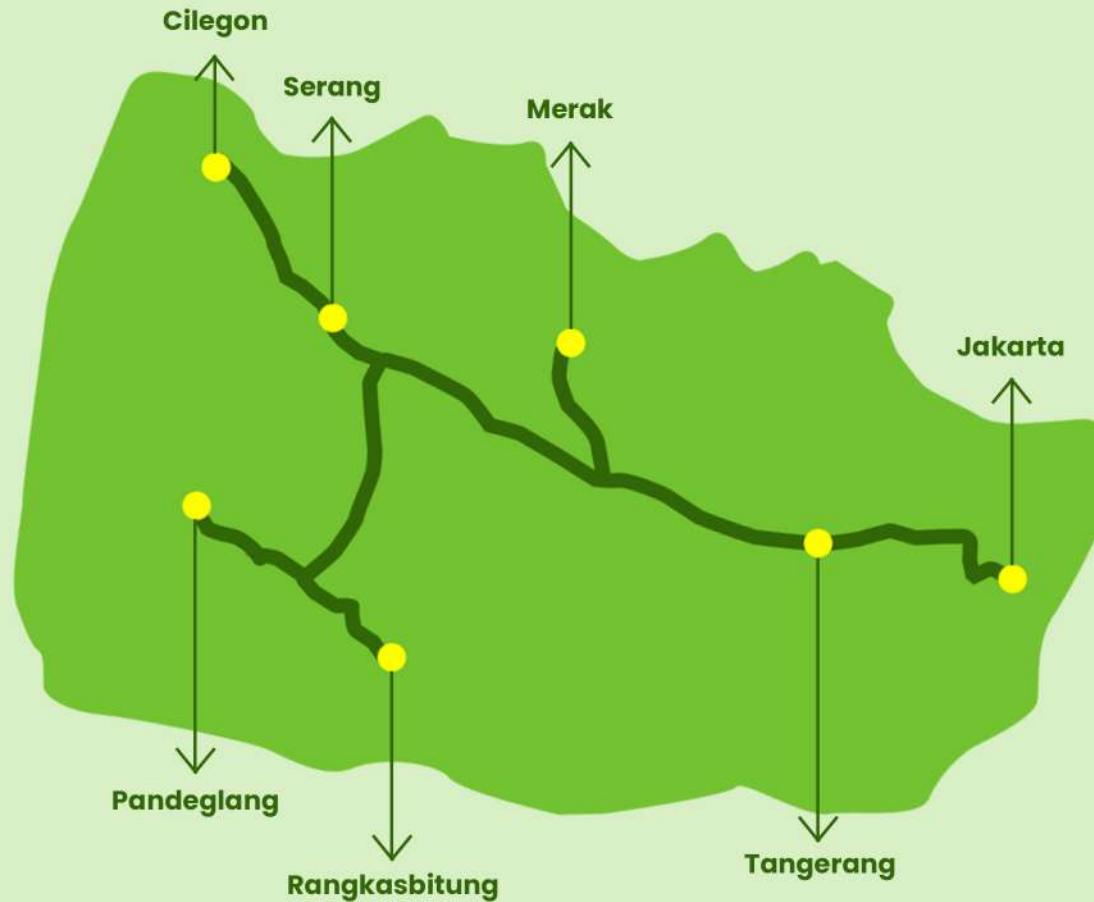 Cilegon
Serang
Merak
Jakarta
Pandeglang
Tangerang
Rangkasbitung